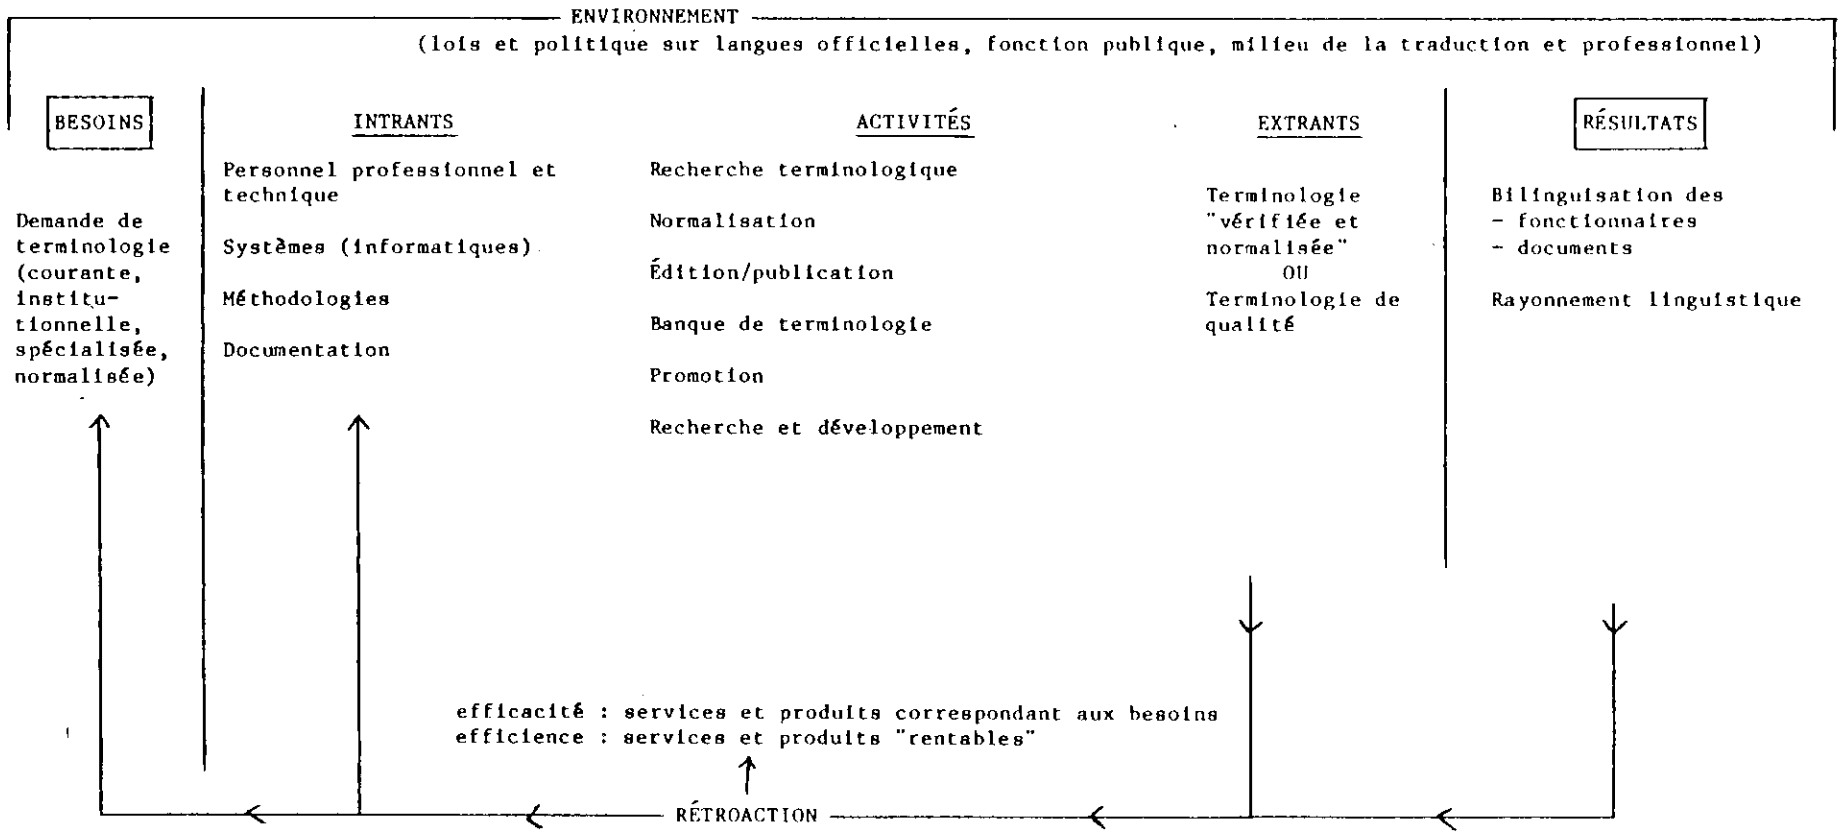 ENVIRONNEMENT
(lois et politique sur langues officielles, fonction publique, milieu de la traduction et professionnel)
BESOINS
Demande de
terminologie
(courante,
institu-
tionnelle,
spécialisée,
normalisée)
INTRANTS
Personnel professionnel et
technique
Systèmes (informatiques)
Méthodologies
Documentation
ACTIVITÉS
Recherche terminologique
Normalisation
Édition/publication
Banque de terminologie
Promotion
Recherche et développement
EXTRANTS
Terminologie
"vérifiée et
normalisée"
OU
Terminologie de
qualité
RÉSULTATS
Bilinguisation des
- fonctionnaires
- documents
Rayonnement linguistique
efficacité : services et produits correspondant aux besoins
efficience : services et produits "rentables"
RÉTROACTION